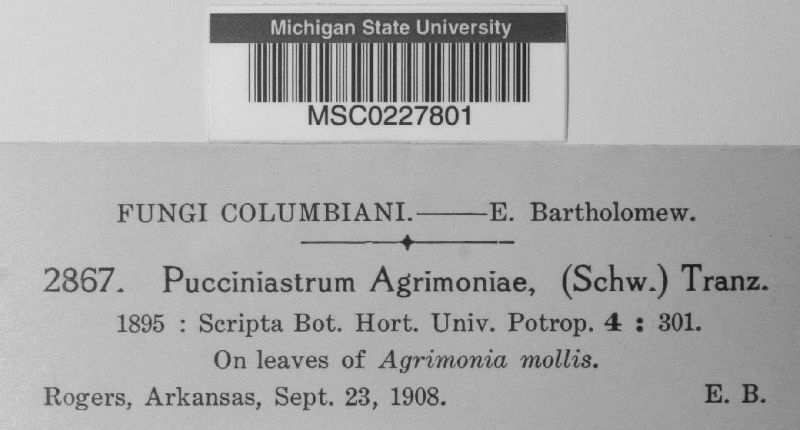 Michigan State University
MSC0227801
FUNGI COLUMBIANI.——E. Bartholomew.
2867. Pucciniastrum Agrimoniae, (Schw.) Tranz.
1895 : Scripta Bot. Hort. Univ. Potrop. 4 : 301.
On leaves of Agrimonia mollis.
Rogers, Arkansas, Sept. 23, 1908. E. B.